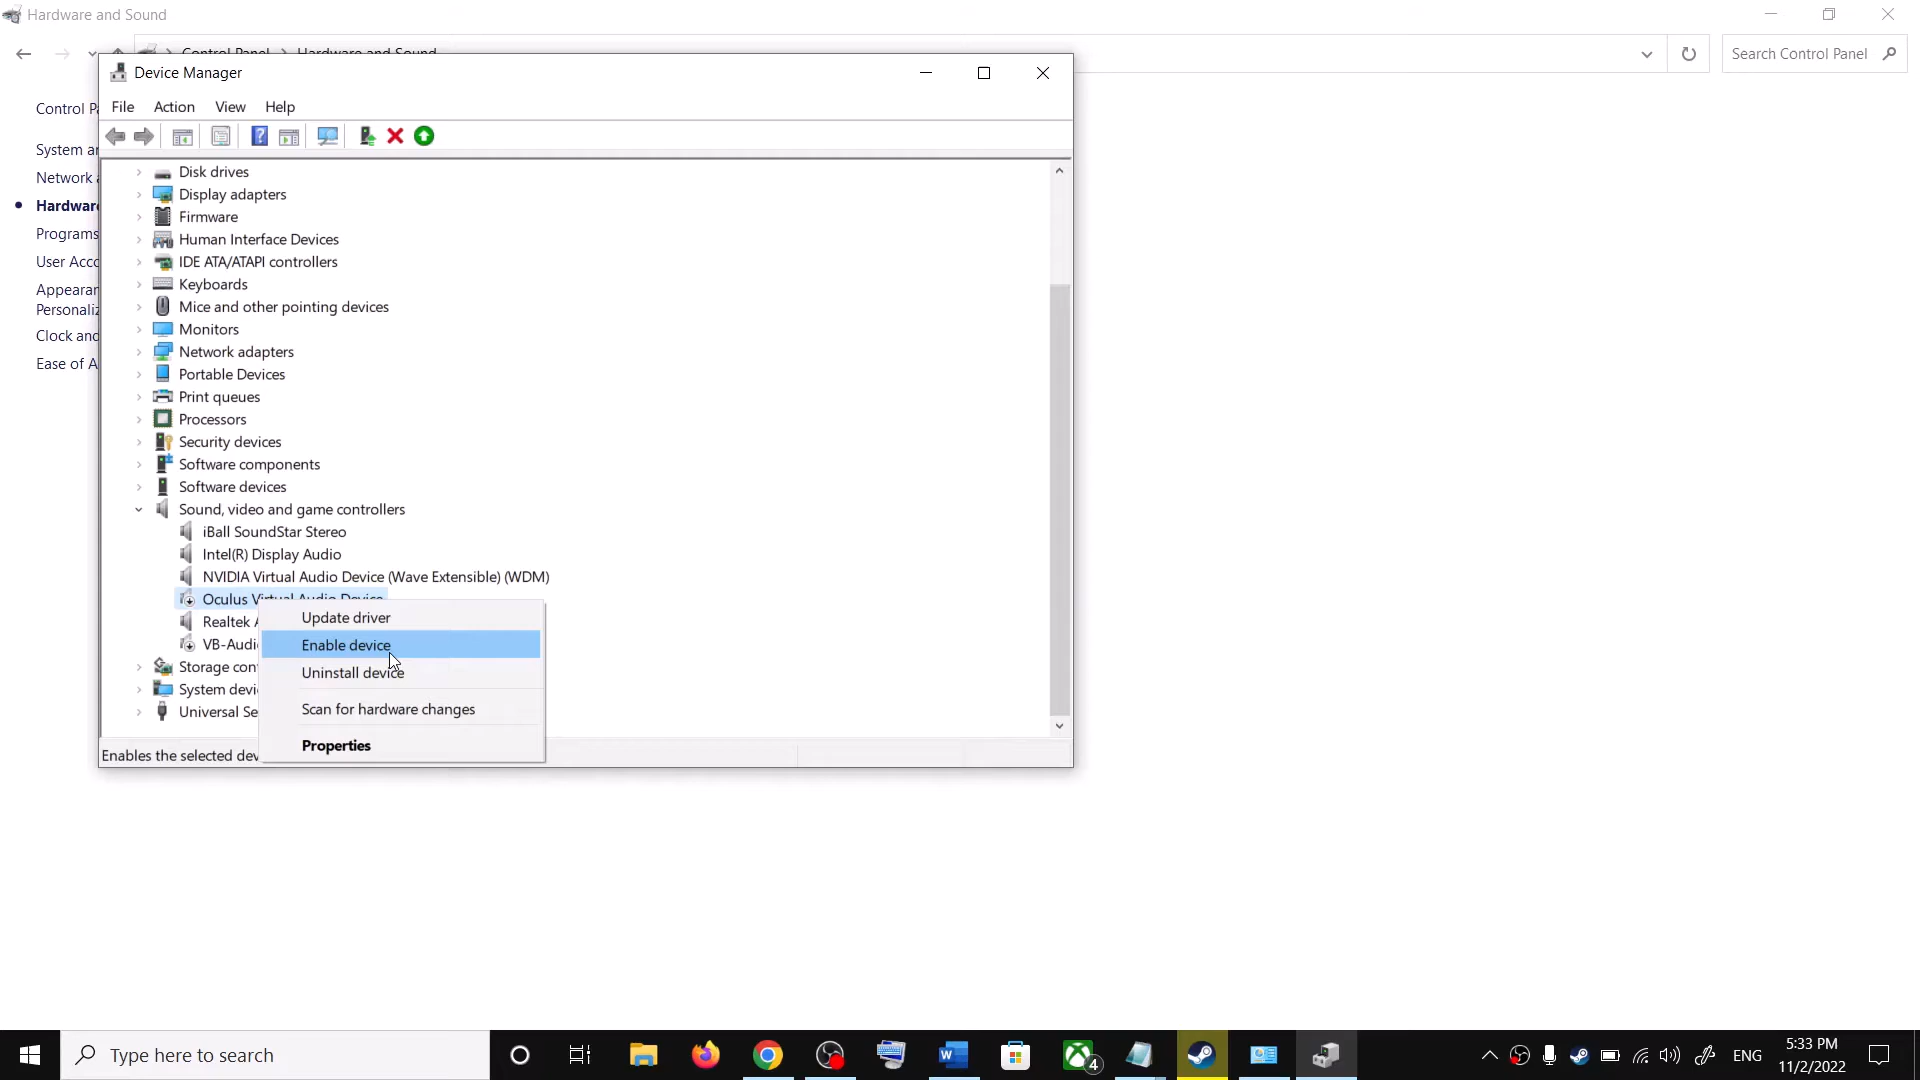 Hardware and Sound
Control Panel > Hardware and Sound
Search Control Panel
Device Manager
File Action View Help
Control Pa
System an
Network a
Hardware
Programs
User Acco
Appearan
Personaliz
Clock and
Ease of A
Disk drives
Display adapters
Firmware
Human Interface Devices
IDE ATA/ATAPI controllers
Keyboards
Mice and other pointing devices
Monitors
Network adapters
Portable Devices
Print queues
Processors
Security devices
Software components
Software devices
Sound, video and game controllers
iBall SoundStar Stereo
Intel(R) Display Audio
NVIDIA Virtual Audio Device (Wave Extensible) (WDM)
Oculus Virtual Audio Device
Realtek A
VB-Audi
Storage con
System devi
Universal Se
Update driver
Enable device
Uninstall device
Scan for hardware changes
Properties
Enables the selected dev
Type here to search
4
ENG
5:33 PM
11/2/2022